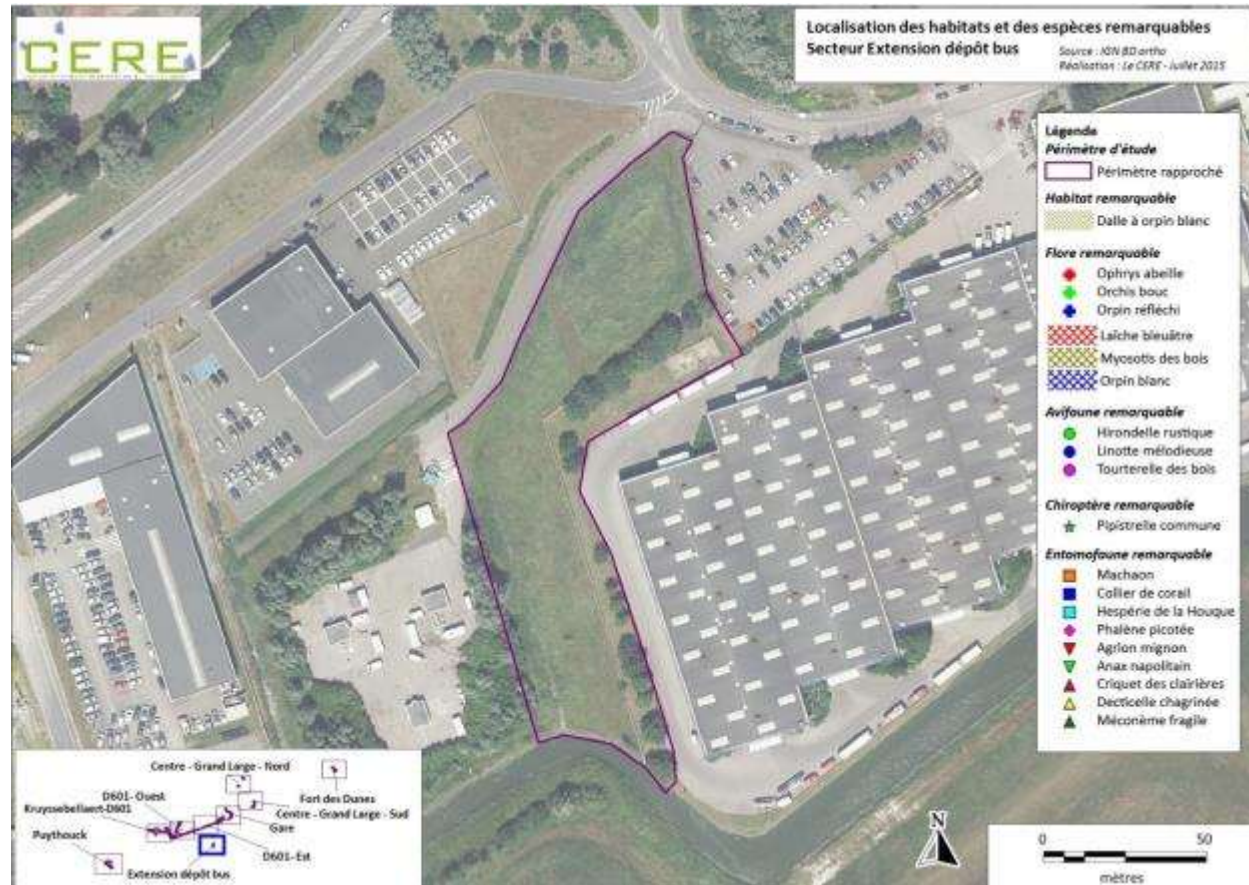 CERE
Localisation des habitats et des espèces remarquables
Secteur Extension dépôt bus
Source : IGN BD ortho
Réalisation : Le CERE - Juillet 2015
Légende
Périmètre d'étude
Périmètre rapproché
Habitat remarquable
Dalle à orpin blanc
Flore remarquable
Ophrys abeille
Orchis bouc
Orpin réfléchi
Laîche bleuâtre
Myosotis des bois
Orpin blanc
Avifaune remarquable
Hirondelle rustique
Linotte mélodieuse
Tourterelle des bois
Chiroptère remarquable
Pipistrelle commune
Entomofaune remarquable
Machaon
Collier de corail
Hespérie de la Houque
Phalène picotée
Agrion mignon
Anax napolitain
Criquet des clairières
Decticelle chagrinée
Méconème fragile
Centre - Grand Large - Nord
Fort des Dunes
D601- Ouest
Kruyssebellaert-D601
Centre - Grand Large - Sud
Gare
Puythouck
D601- Est
Extension dépôt bus
N
0 50
mètres